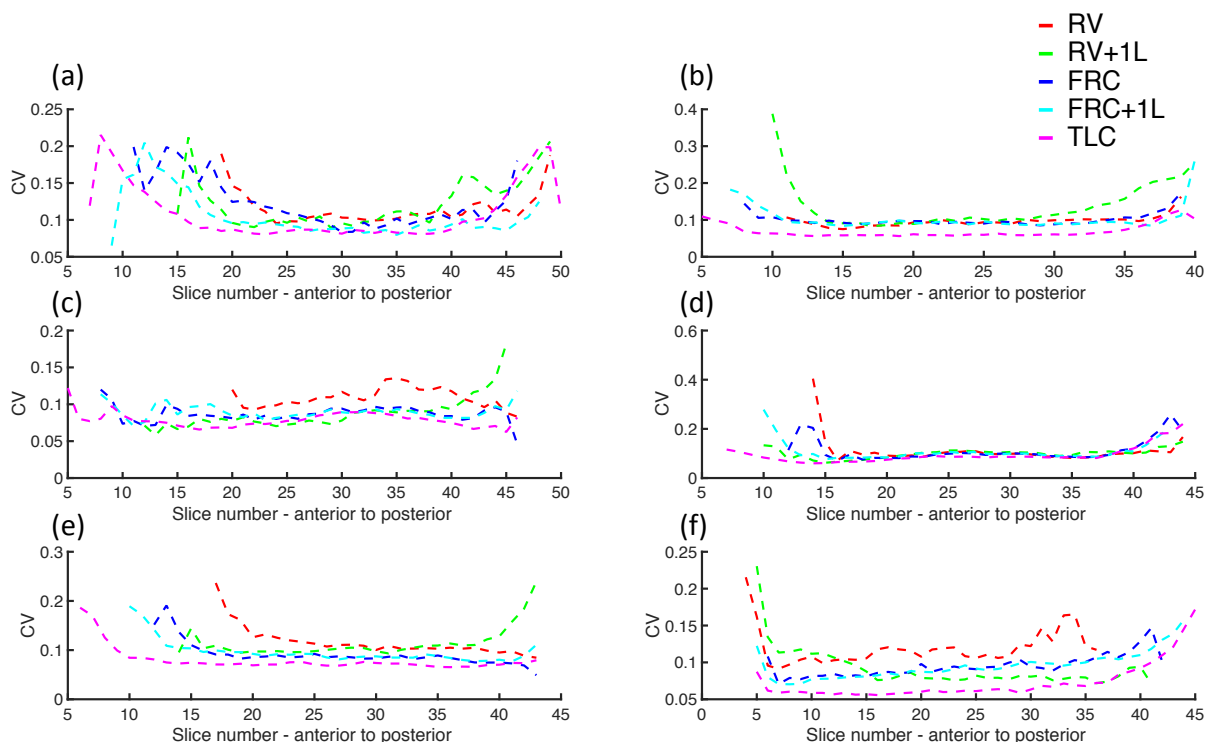 RV
RV+1L
FRC
FRC+1L
TLC
(a)
0.25
0.2
0.15
0.1
0.05
CV
5 10 15 20 25 30 35 40 45 50
Slice number - anterior to posterior
(b)
0.4
0.3
0.2
0.1
0
CV
5 10 15 20 25 30 35 40
Slice number - anterior to posterior
(c)
0.2
0.15
0.1
0.05
0
CV
5 10 15 20 25 30 35 40 45 50
Slice number - anterior to posterior
(d)
0.6
0.4
0.2
0
CV
5 10 15 20 25 30 35 40 45
Slice number - anterior to posterior
(e)
0.3
0.2
0.1
0
CV
5 10 15 20 25 30 35 40 45
Slice number - anterior to posterior
(f)
0.25
0.2
0.15
0.1
0.05
CV
0 5 10 15 20 25 30 35 40 45
Slice number - anterior to posterior